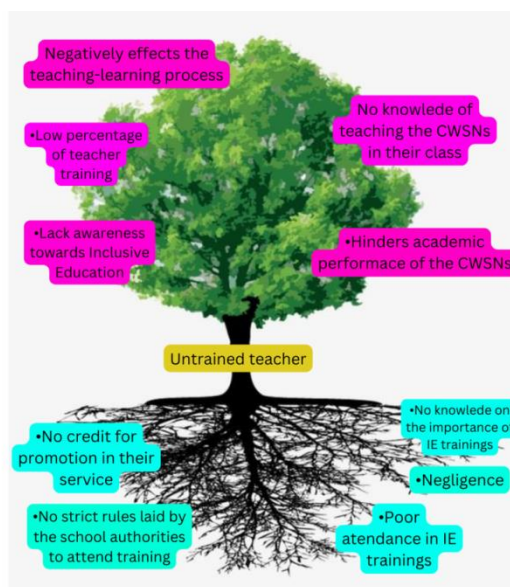 Negatively effects the
teaching-learning process
No knowlede of
teaching the CWSNs
in their class
•Low percentage
of teacher
training
•Lack awareness
towards Inclusive
Education
•Hinders academic
performace of the CWSNs
Untrained teacher
•No knowlede on
the importance of
IE trainings
•No credit for
promotion in their
service
•Negligence
•No strict rules laid by
the school authorities
to attend training
•Poor
atendance in IE
trainings